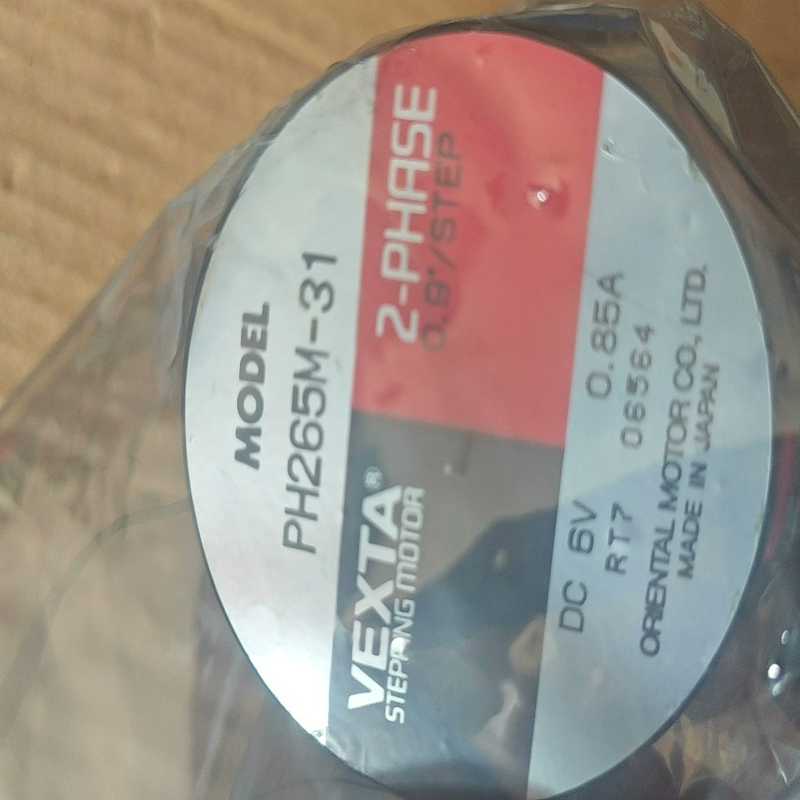 MODEL
PH265M-31
VEXTA®
STEPPING MOTOR
2-PHASE
0.9°/STEP
DC 6V 0.85A
RT7 06564
ORIENTAL MOTOR CO., LTD.
MADE IN JAPAN